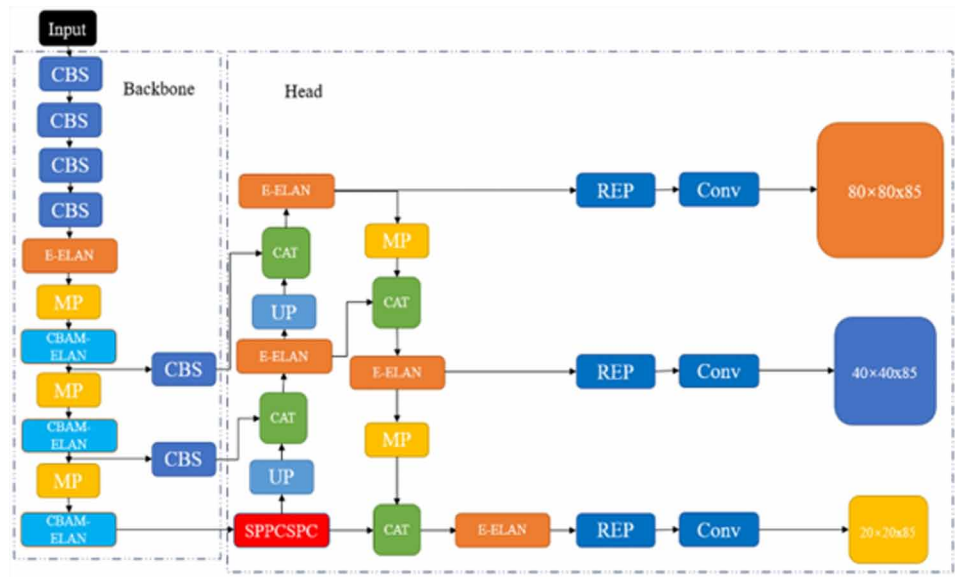 Input
CBS
Backbone
Head
CBS
CBS
CBS
E-ELAN
MP
CBAM-
ELAN
MP
CBAM-
ELAN
MP
CBAM-
ELAN
CBS
CBS
E-ELAN
CAT
UP
E-ELAN
CAT
UP
SPPCSPC
MP
CAT
E-ELAN
MP
CAT
E-ELAN
REP
Conv
80×80x85
REP
Conv
40×40x85
REP
Conv
20×20x85